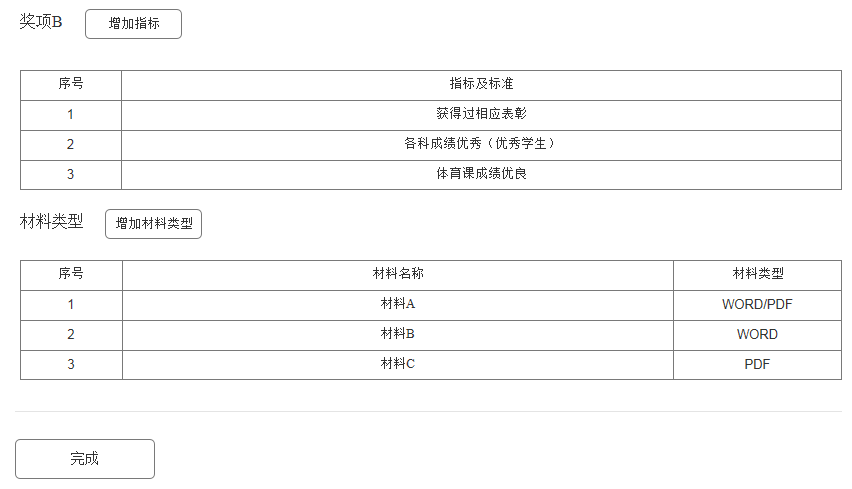 奖项B 增加指标
序号 指标及标准
1 获得过相应表彰
2 各科成绩优秀（优秀学生）
3 体育课成绩优良
材料类型 增加材料类型
序号 材料名称 材料类型
1 材料A WORD/PDF
2 材料B WORD
3 材料C PDF
完成